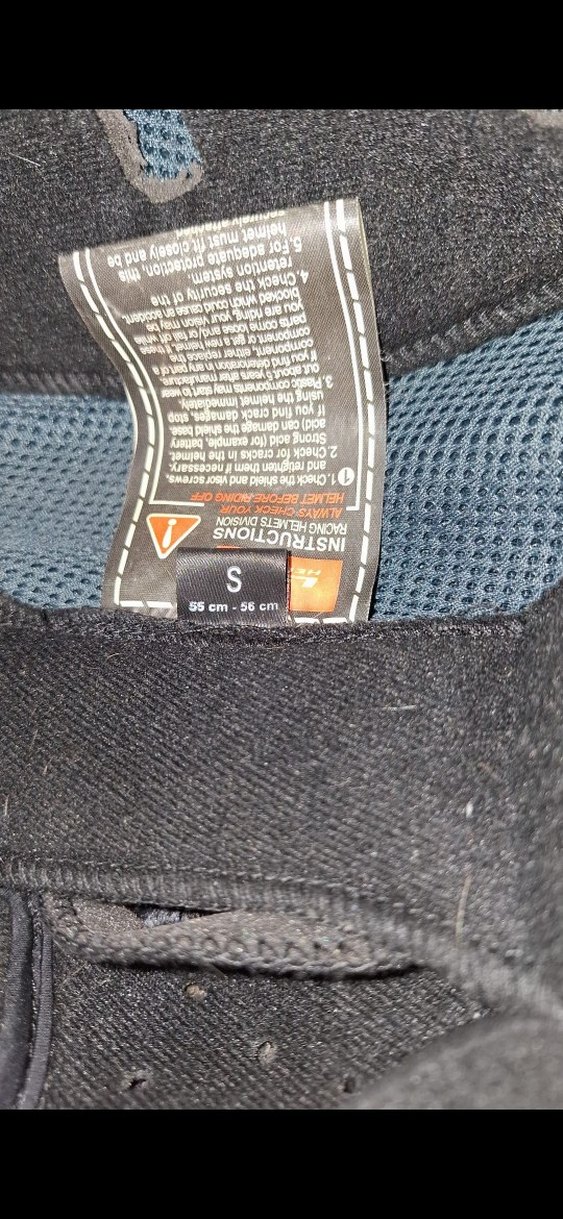 S
55 cm - 56 cm
INSTRUCTIONS
RACING HELMETS DIVISION
ALWAYS CHECK YOUR
HELMET BEFORE RIDING OFF
1.Check the shield and visor screws,
and retighten them if necessary.
2. Check for cracks in the helmet.
Strong acid (for example, battery
(acid) can damage the shield base.
If you find crack damages, stop
using the helmet immediately.
3. Plastic components may start to wear
out about 3 years after manufacture
If you find deterioration in any part of a
component, either replace the
component or get a new helmet
parts come loose or fall off while
you are riding, your vision may be
blocked which could cause accident.
4. Check the security of the
retention system.
5.For adequate protection, this
helmet must fit closely and be